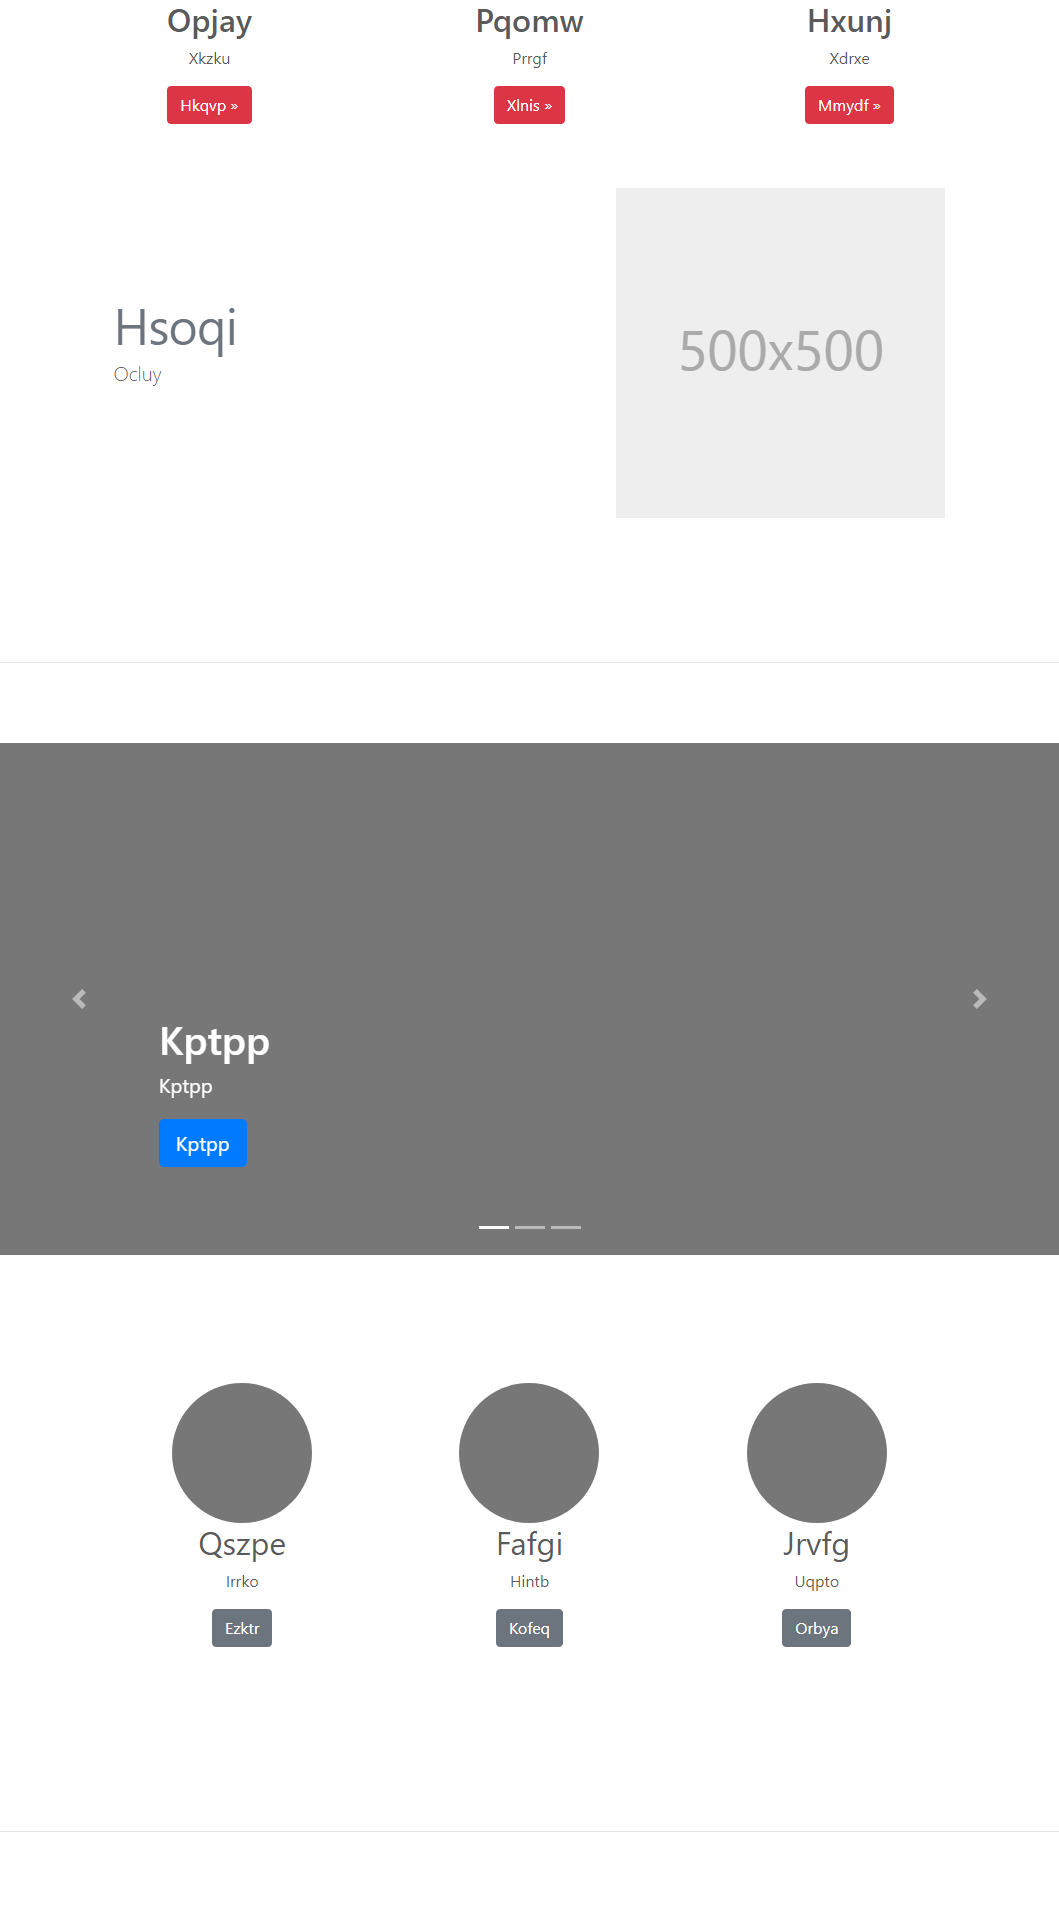 Opjay
Xkzku
Hkqvp »
Pqomw
Prrgf
Xlnis »
Hxunj
Xdrxe
Mmydf »
Hsoqi
Ocluy
500x500
Kptpp
Kptpp
Kptpp
Qszpe
Irrko
Ezktr
Fafgi
Hintb
Kofeq
Jrvfg
Uqpto
Orbya